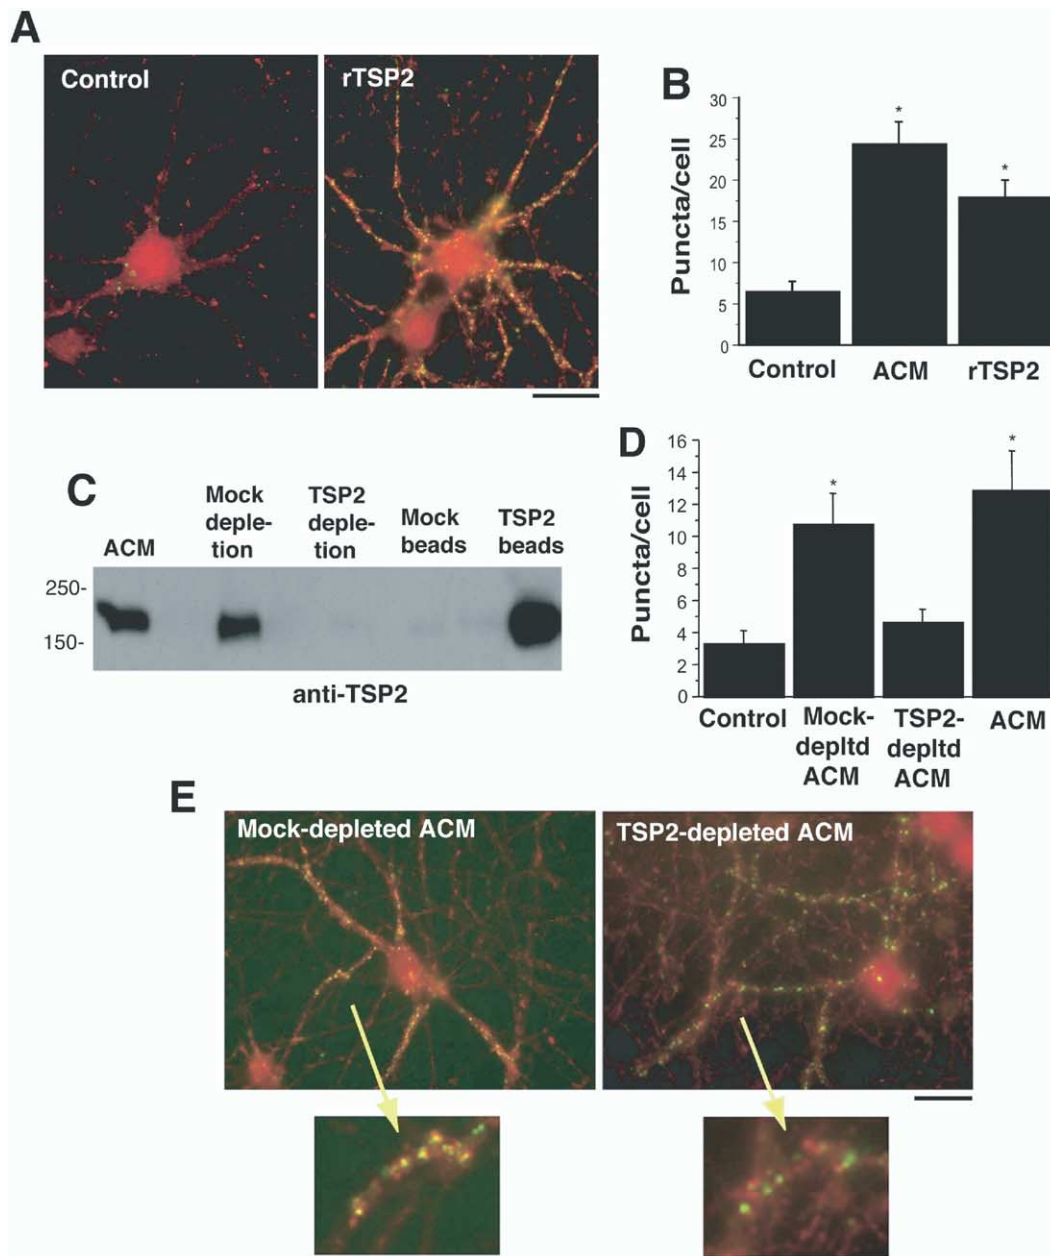 A
Control
rTSP2
B
Puncta/cell
30
25
20
15
10
5
0
*
*
Control
ACM
rTSP2
C
ACM
Mock
deple-
tion
TSP2
deple-
tion
Mock
beads
TSP2
beads
250-
150-
anti-TSP2
D
Puncta/cell
16
14
12
10
8
6
4
2
0
*
*
Control
Mock-
depltd
ACM
TSP2-
depltd
ACM
ACM
E
Mock-depleted ACM
TSP2-depleted ACM